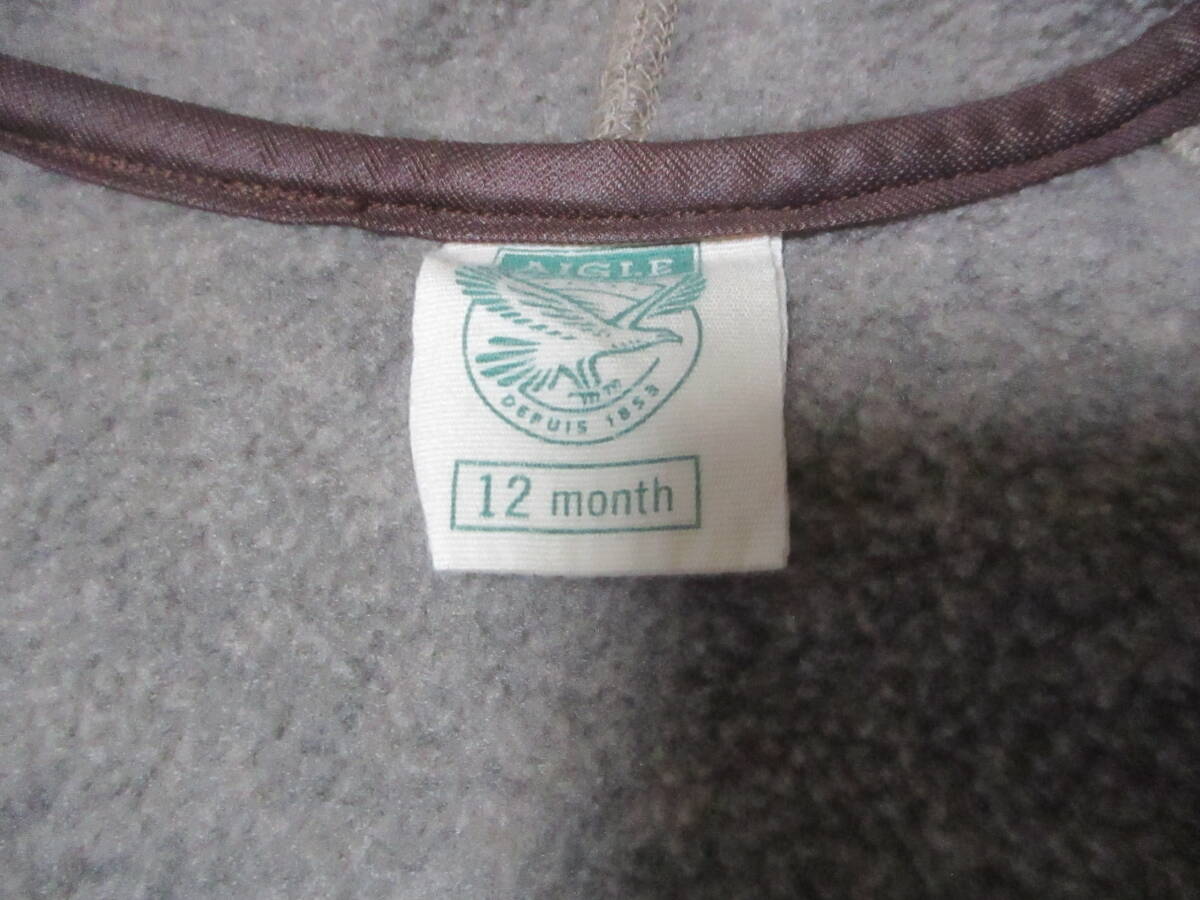 AIGLE
DEPUIS 1853
12 month